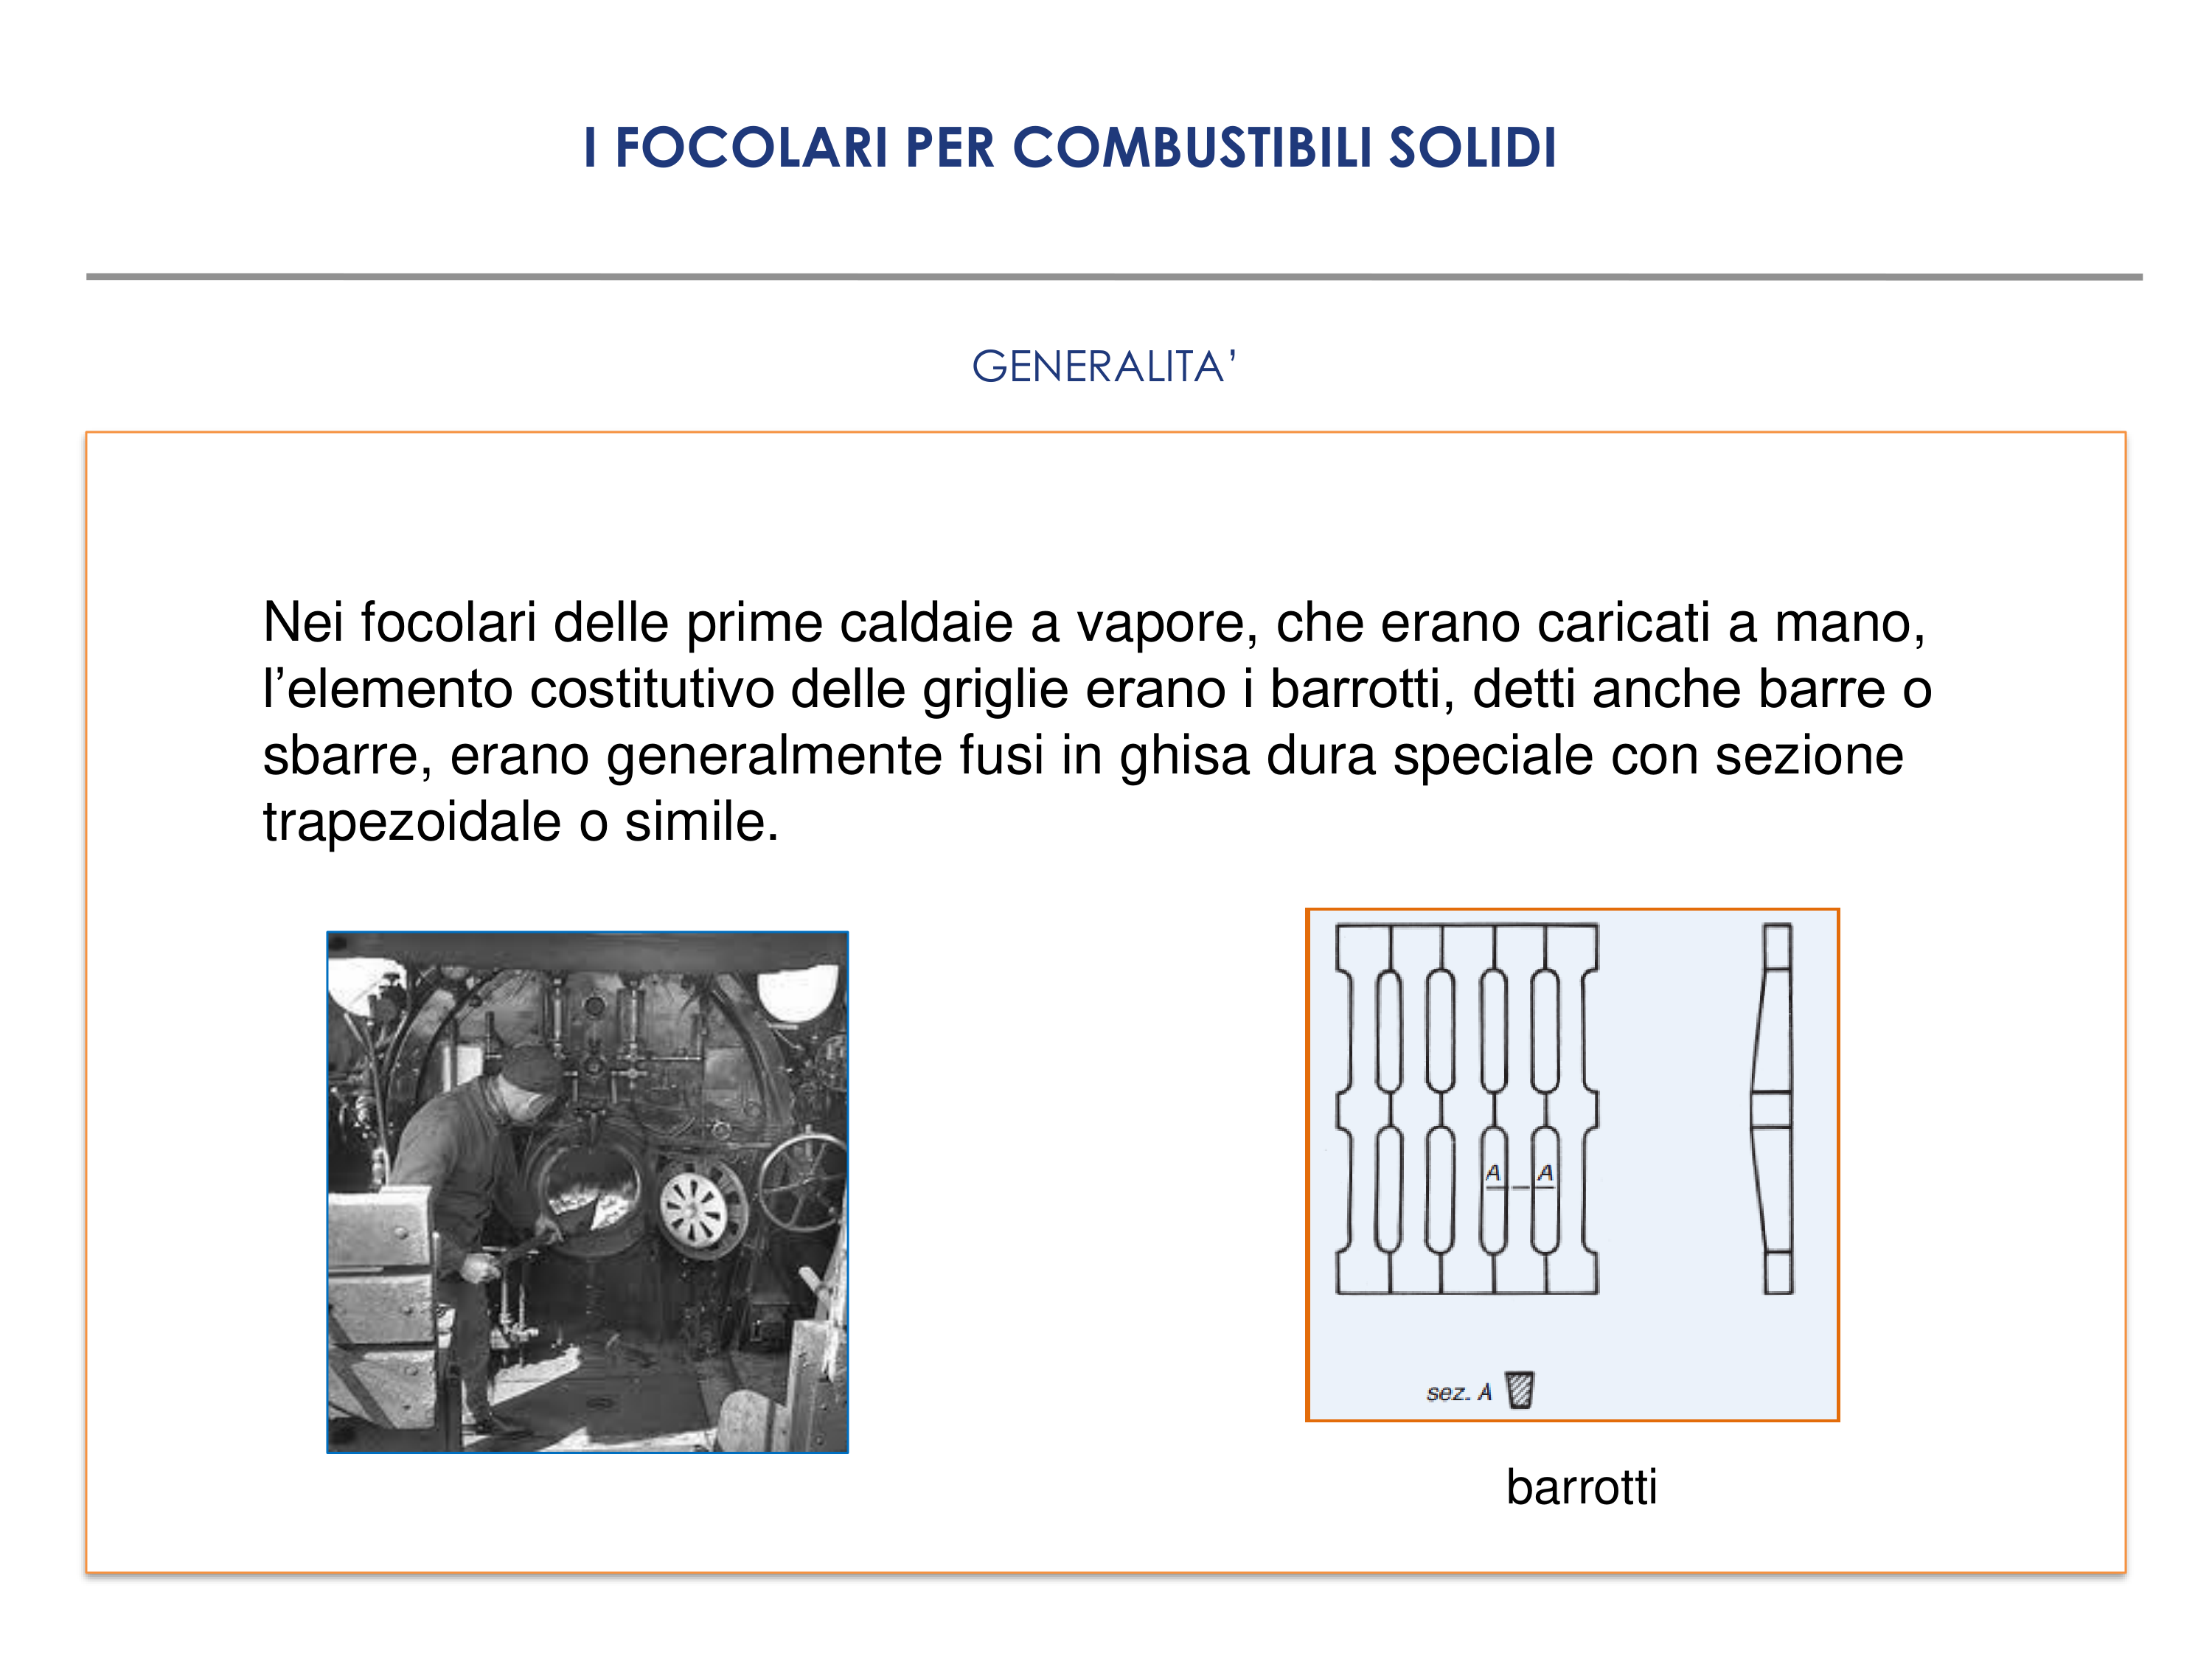 I FOCOLARI PER COMBUSTIBILI SOLIDI
GENERALITA’
Nei focolari delle prime caldaie a vapore, che erano caricati a mano,
l’elemento costitutivo delle griglie erano i barrotti, detti anche barre o
sbarre, erano generalmente fusi in ghisa dura speciale con sezione
trapezoidale o simile.
A A
sez. A
barrotti